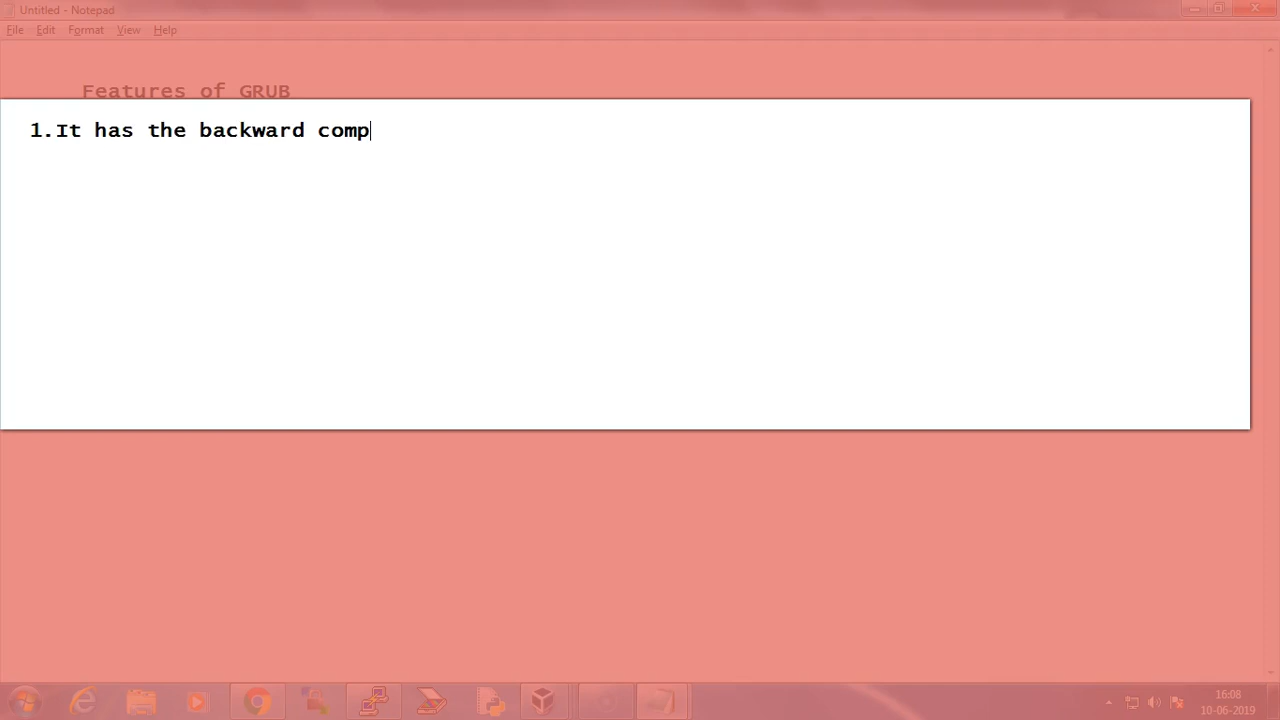 Untitled - Notepad
File Edit Format View Help
Features of GRUB
1.It has the backward comp
16:08
10-06-2019